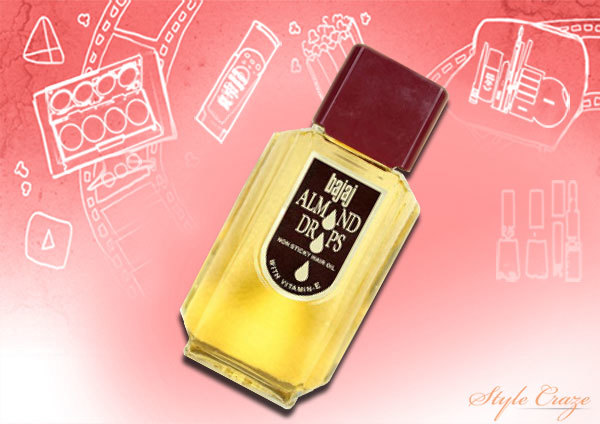 bajaj
ALMOND
DROPS
NON STICKY HAIR OIL
WITH VITAMIN-E
Style Craze